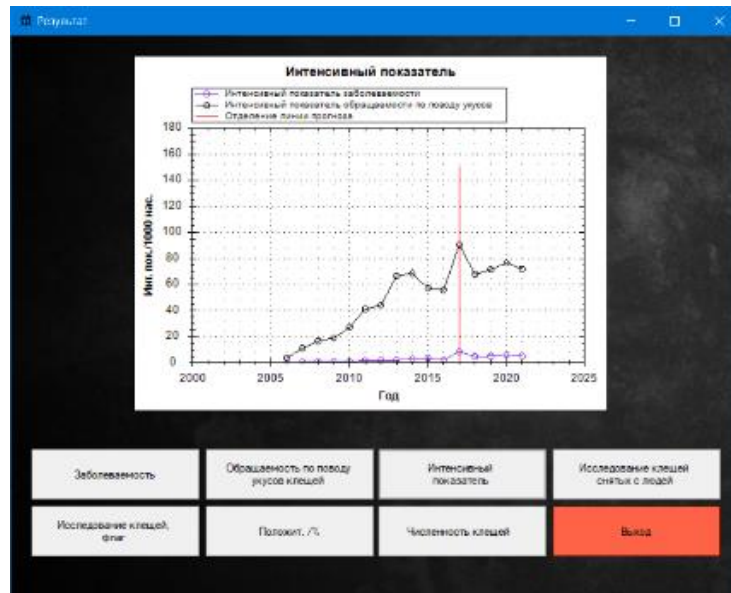 Результат
Интенсивный показатель
Интенсивный показатель заболеваемости
Интенсивный показатель обращаемости по поводу укусов
Отделение линии прогноза
Инт. пок./1000 нас.
180
160
140
120
100
80
60
40
20
0
2000 2005 2010 2015 2020 2025
Год
Заболеваемость
Обращаемость по поводу
укусов клещей
Интенсивный
показатель
Исследование клещей
снятых с людей
Исследование клещей,
флаг
Положит. /%
Численность клещей
Выход